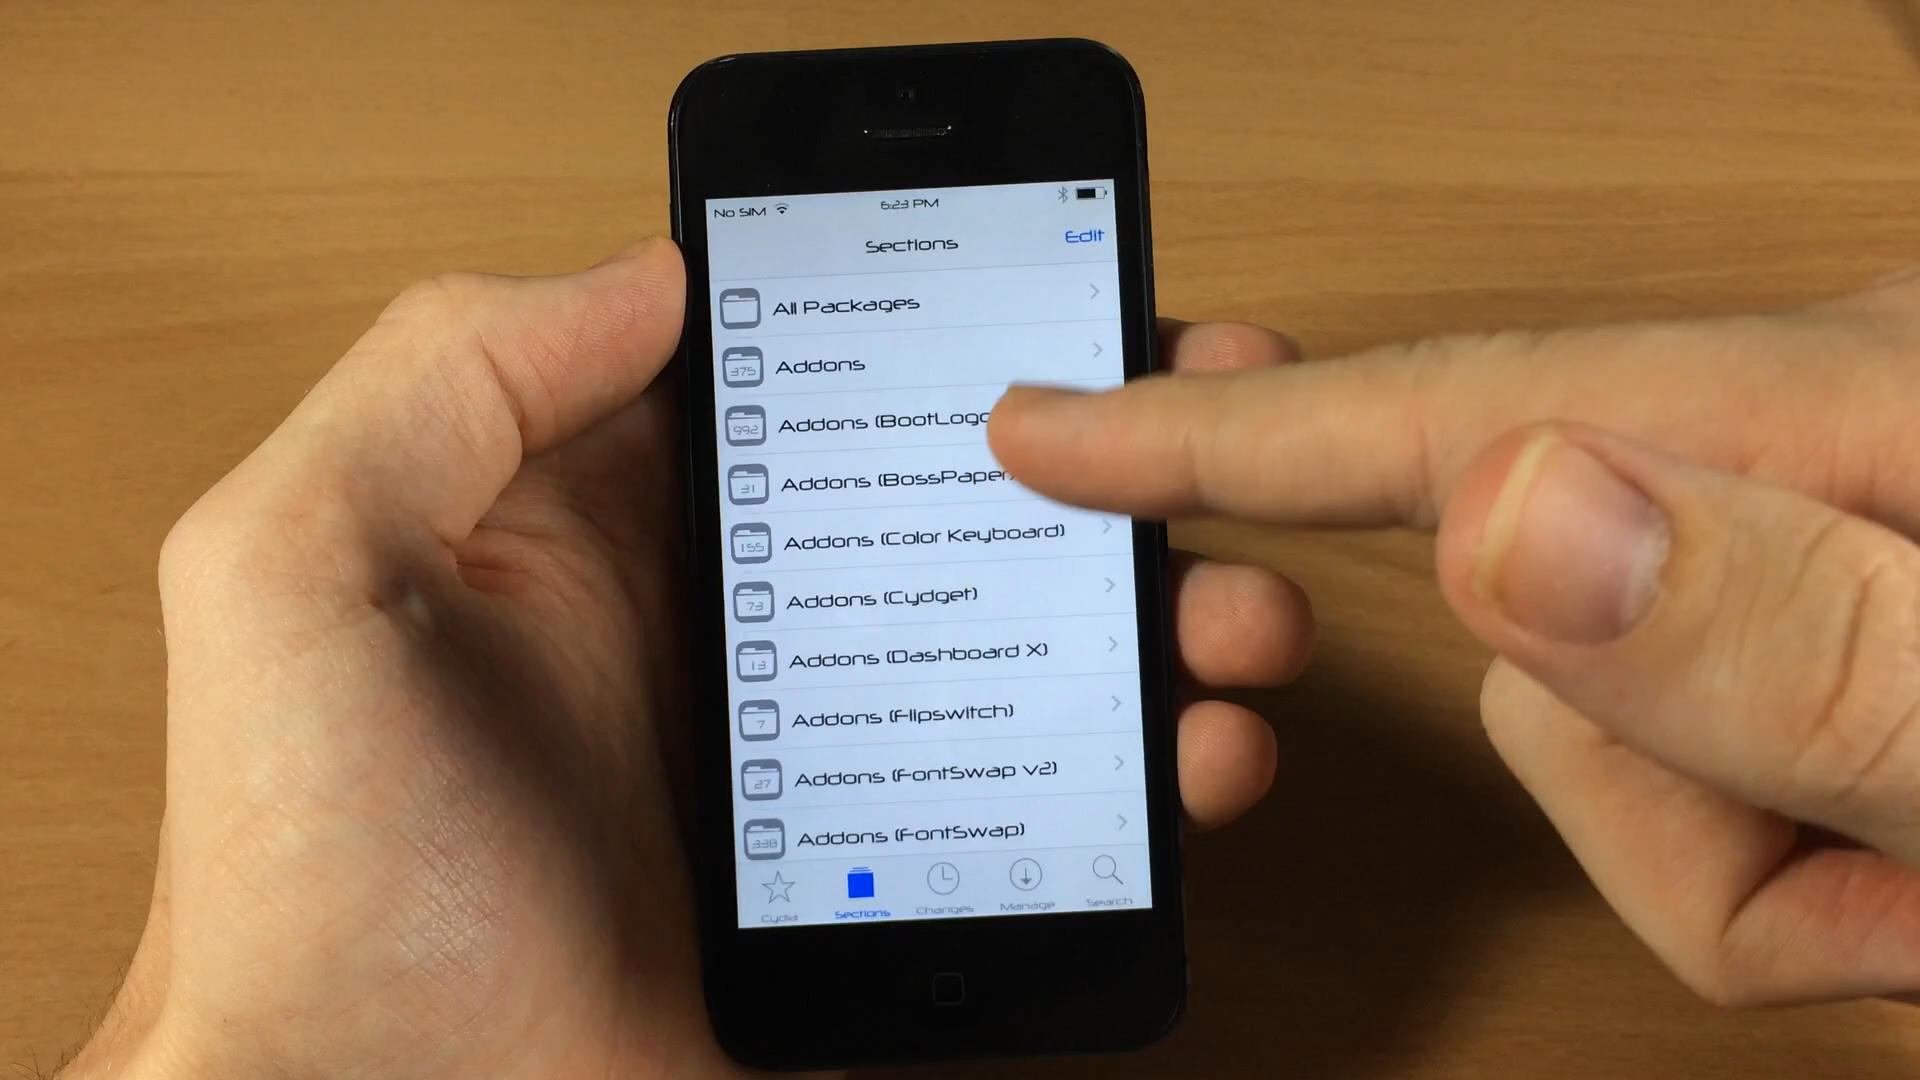 No SIM 6:23 PM
Sections Edit
All Packages
375 Addons
992 Addons (BootLogo
31 Addons (BossPaper)
155 Addons (Color Keyboard)
73 Addons (Cydget)
13 Addons (Dashboard X)
7 Addons (Flipswitch)
27 Addons (FontSwap v2)
338 Addons (FontSwap)
Cydia Sections Changes Manage Search